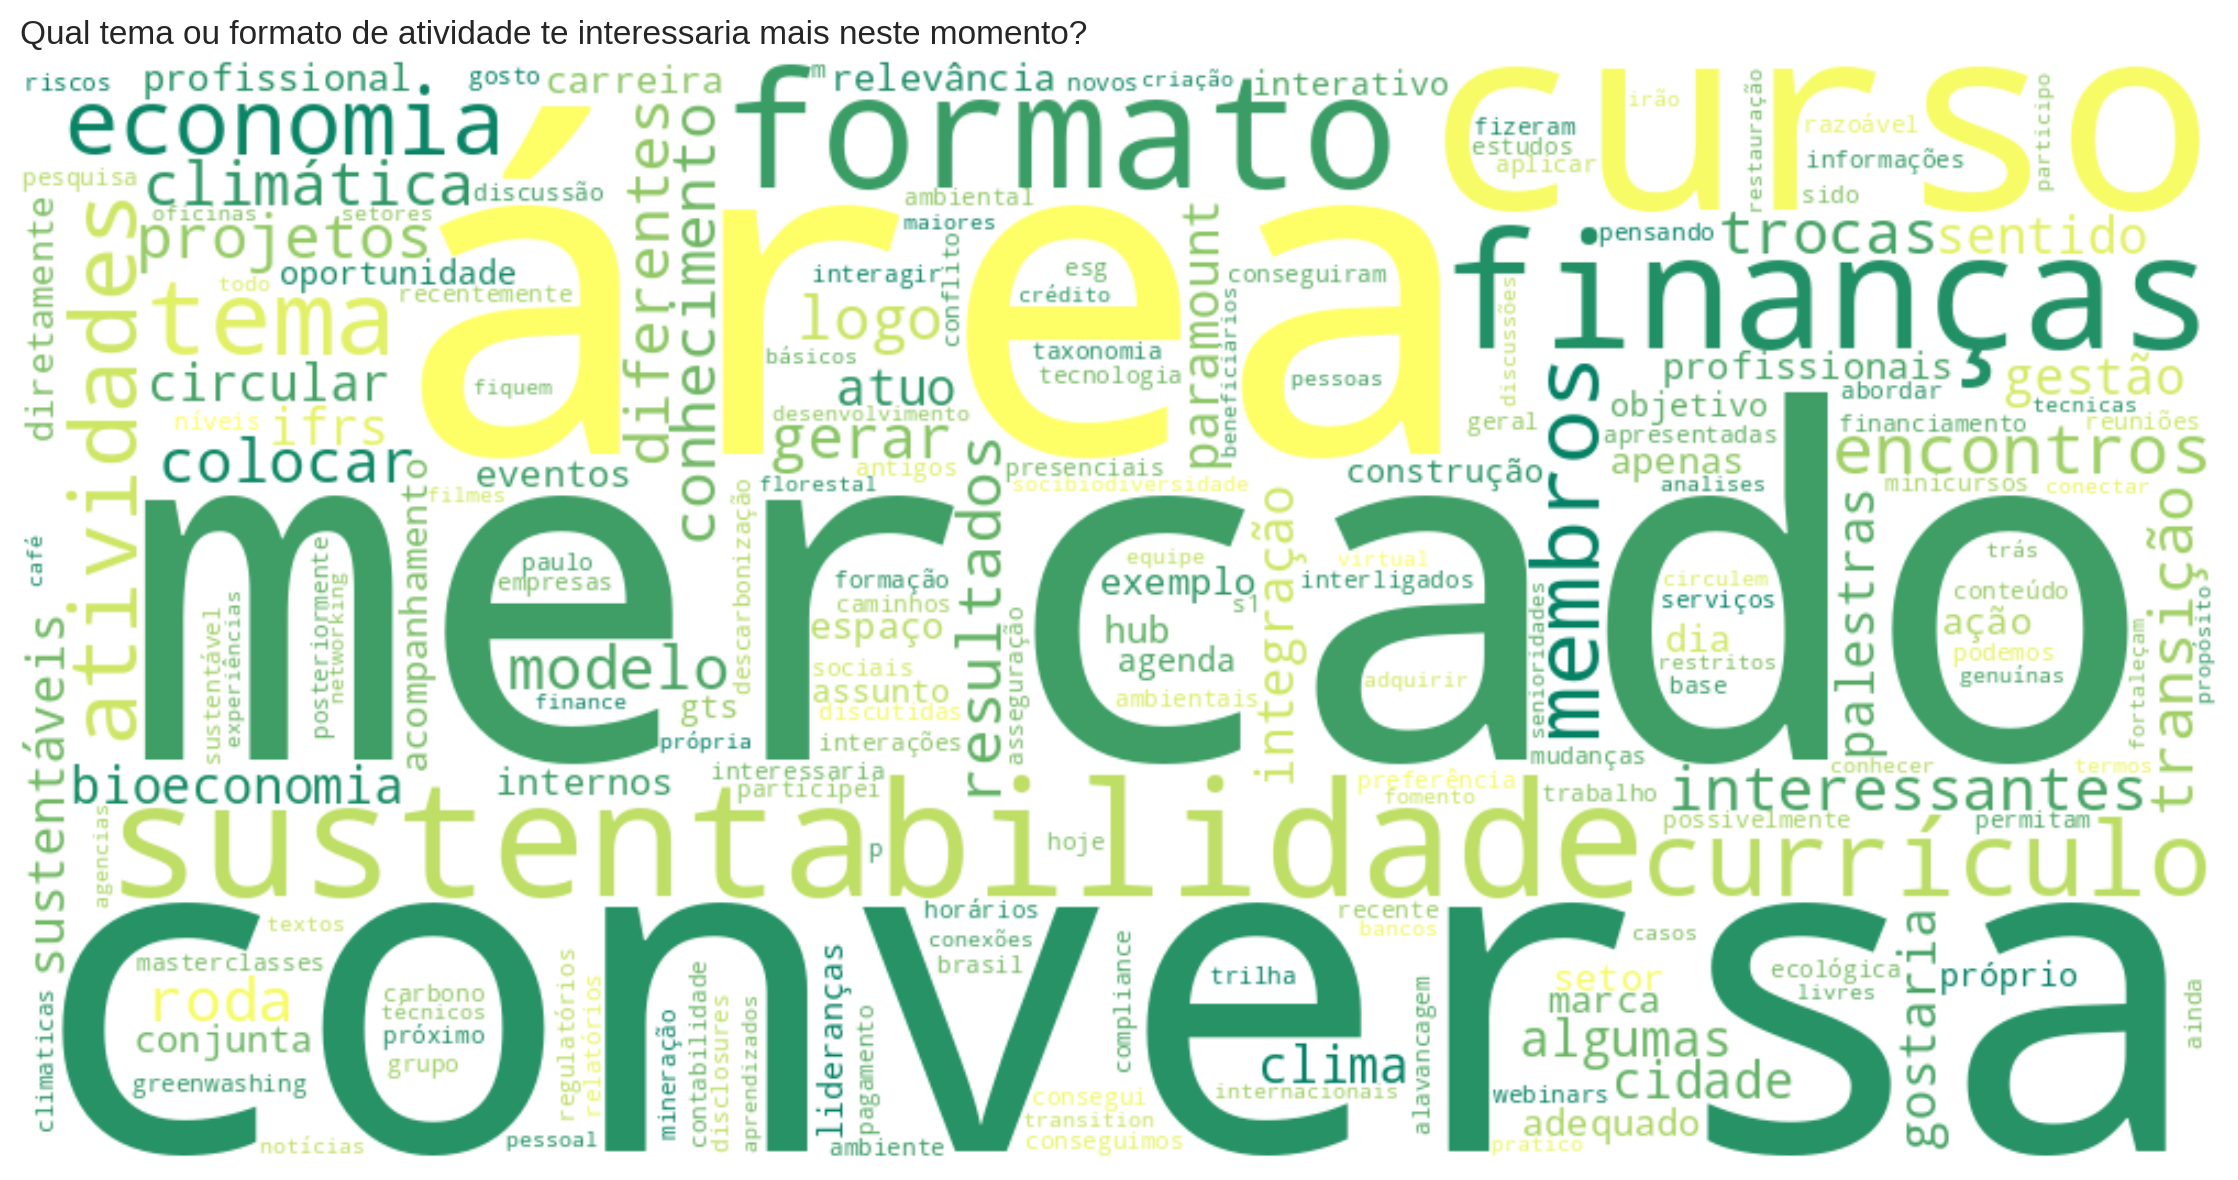 Qual tema ou formato de atividade te interessaria mais neste momento?
riscos
profissional.
gosto
carreira
m
relevância
novos
criação
interativo
curso
irão
restauração
participo
economia
formato
fizeram
estudos
aplicar
razoável
informações
sido
pesquisa
climática
discussão
diferentes
conhecimento
ambiental
maiores
oficinas
setores
projetos
área
paramount
finanças
pensando
trocas
sentido
diretamente
atividades
oportunidade
todo
recentemente
tema
interagir
conflito
logo
esg
crédito
conseguiram
beneficiários
discussões
básicos
taxonomia
tecnologia
pessoas
circular
fiquem
atuo
desenvolvimento
profissionais
gestão
abordar
tecnicas
níveis
ifrs
gerar
geral
membros
objetivo
apresentadas
financiamento
reuniões
colocar
eventos
antigos
presenciais
construção
apenas
encontros
filmes
florestal
socibiodiversidade
analises
minicursos
conectar
mercado
acompanhamento
descarbonização
resultados
integração
palestras
transição
café
paulo
empresas
posteriormente
networking
sustentável
experiências
formação
caminhos
espaço
equipe
exemplo
s1
virtual
interligados
circulem
serviços
trás
conteúdo
hub
agenda
dia
ação
restritos
podemos
base
genuínas
senioridades
fortaleçam
propósito
modelo
finance
gts
sociais
assunto
discutidas
interações
asseguração
ambientais
adquirir
própria
mudanças
sustentáveis
bioeconomia
internos
interessaria
participei
preferência
fomento
trabalho
conhecer
termos
interessantes
possivelmente
permitam
agencias
sustentabilidade
p
hoje
currículo
conversa
textos
horários
conexões
brasil
recente
bancos
casos
masterclasses
roda
conjunta
greenwashing
carbono
técnicos
próximo
grupo
regulatórios
relatórios
mineração
contabilidade
disclosures
aprendizados
lideranças
pagamento
compliance
trilha
setor
marca
ecológica
livres
gostaria
próprio
ainda
climaticas
algumas
clima
cidade
internacionais
alavancagem
webinars
adequado
pratico
consegui
transition
conseguimos
notícias
pessoal
ambiente